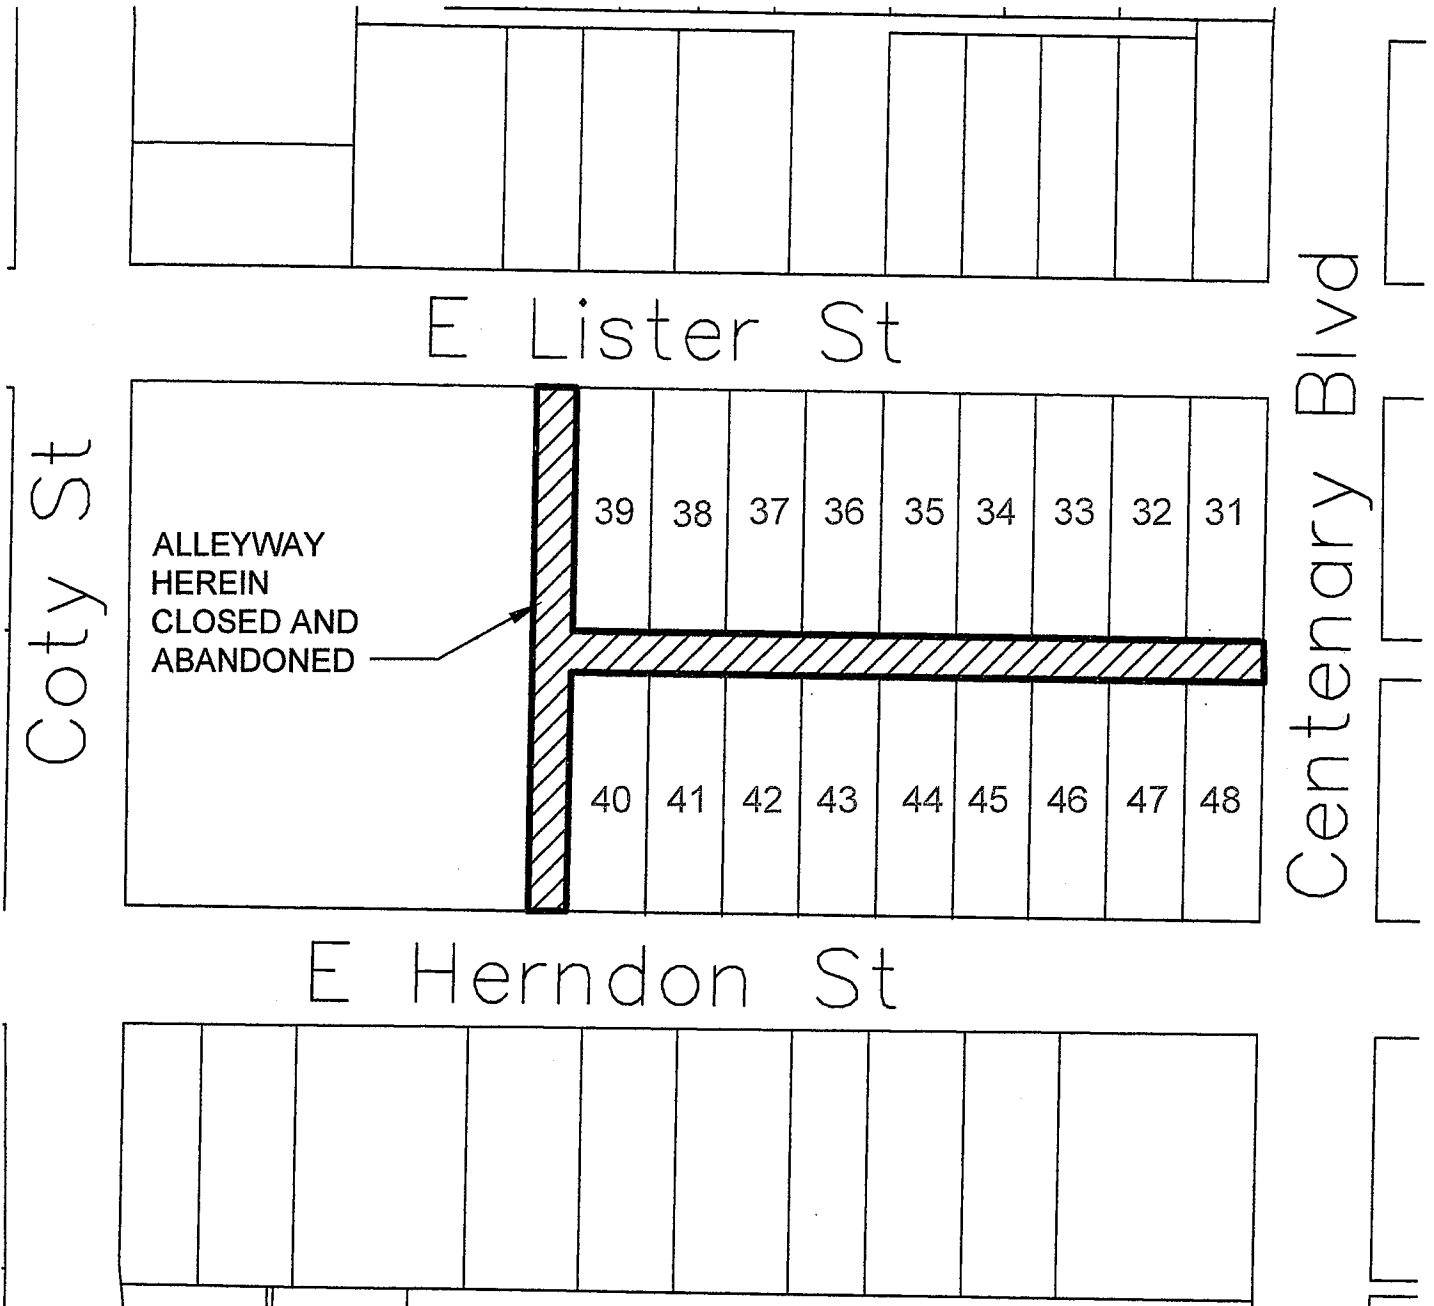 E Lister St
Centenary Blvd
Coty St
39 38 37 36 35 34 33 32 31
ALLEYWAY
HEREIN
CLOSED AND
ABANDONED
40 41 42 43 44 45 46 47 48
E Herndon St